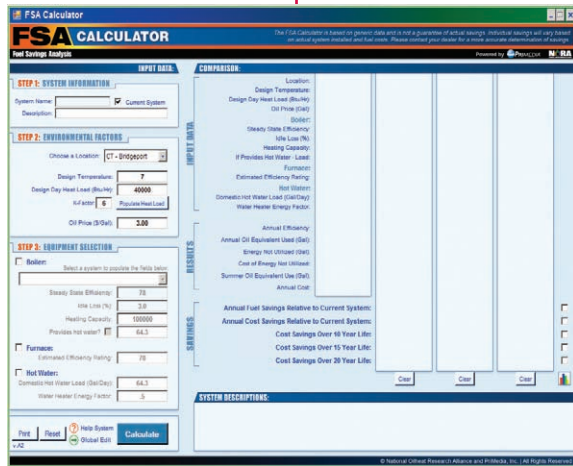 FSA Calculator
FSA CALCULATOR
The FSA Calculator is based on generic data and is not a guarantee of actual savings. Individual savings will vary based
on actual system installed and fuel costs. Please contact your dealer for a more accurate determination of savings.
Fuel Savings Analysis
Powered by PriMedia NORA
INPUT DATA:
STEP 1: SYSTEM INFORMATION
System Name: Current System
Description:
STEP 2: ENVIRONMENTAL FACTORS
Choose a Location: CT - Bridgeport
Design Temperature: 7
Design Day Heat Load (Btu/Hr): 40000
K-Factor 6 Populate Heat Load
Oil Price ($/Gal): 3.00
STEP 3: EQUIPMENT SELECTION
Boiler:
Select a system to populate the fields below
Steady State Efficiency: 78
Idle Loss (%): 3.0
Heating Capacity: 100000
Provides hot water? 64.3
Furnace:
Estimated Efficiency Rating: 78
Hot Water:
Domestic Hot Water Load (Gal/Day): 64.3
Water Heater Energy Factor: .5
Print Reset Help System Global Edit Calculate
COMPARISON:
INPUT DATA
Location:
Design Temperature:
Design Day Heat Load (Btu/Hr):
Oil Price (Gal):
Boiler:
Steady State Efficiency:
Idle Loss (%):
Heating Capacity:
If Provides Hot Water - Load:
Furnace:
Estimated Efficiency Rating:
Hot Water:
Domestic Hot Water Load (Gal/Day):
Water Heater Energy Factor:
RESULTS
Annual Efficiency:
Annual Oil Equivalent Used (Gal):
Energy Not Utilized (Gal):
Cost of Energy Not Utilized:
Summer Oil Equivalent Use (Gal):
Annual Cost:
SAVINGS
Annual Fuel Savings Relative to Current System:
Annual Cost Savings Relative to Current System:
Cost Savings Over 10 Year Life:
Cost Savings Over 15 Year Life:
Cost Savings Over 20 Year Life:
Clear Clear Clear
SYSTEM DESCRIPTIONS:
© National Oilheat Research Alliance and PriMedia, Inc. | All Rights Reserved